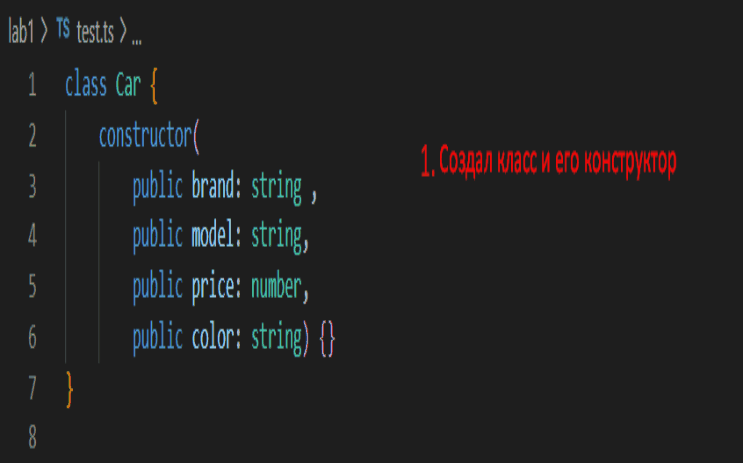 lab1 > TS test.ts > ...
1 class Car {
2 constructor(
1. Создал класс и его конструктор
3 public brand: string ,
4 public model: string,
5 public price: number,
6 public color: string) {}
7 }
8